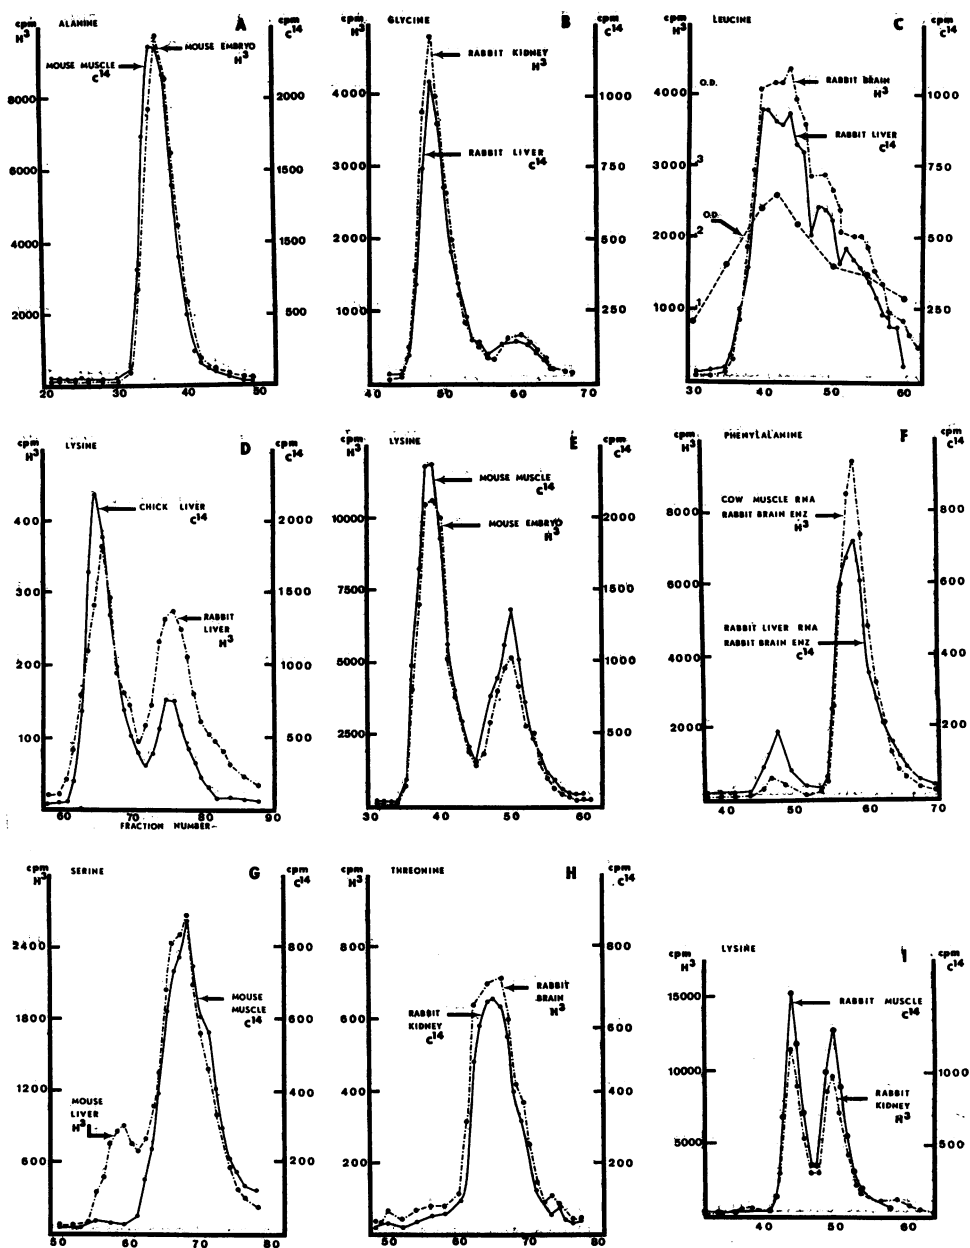 cpm
H3
ALANINE
A
cpm
C14
MOUSE EMBRYO
H3
MOUSE MUSCLE
C14
8000
6000
4000
2000
2000
1500
1500
500
20
30
40
50
cpm
H3
GLYCINE
B
cpm
C14
RABBIT KIDNEY
H3
RABBIT LIVER
C14
4000
3000
2000
1000
1000
750
500
250
40
50
60
70
cpm
H3
LEUCINE
C
cpm
C14
O.D.
RABBIT BRAIN
H3
RABBIT LIVER
C14
O.D.
4000
3000
2000
1000
3
2
1
1000
750
500
250
30
40
50
60
cpm
H3
LYSINE
D
cpm
C14
CHICK LIVER
C14
RABBIT
LIVER
H3
400
300
200
100
2000
1500
1000
500
60
70
80
90
FRACTION NUMBER
cpm
H3
LYSINE
E
cpm
C14
MOUSE MUSCLE
C14
MOUSE EMBRYO
H3
10000
7500
5000
2500
2000
1500
1000
500
30
40
50
60
cpm
H3
PHENYLALANINE
F
cpm
C14
COW MUSCLE RNA
RABBIT BRAIN ENZ
H3
RABBIT LIVER RNA
RABBIT BRAIN ENZ
C14
8000
6000
4000
2000
800
600
400
200
40
50
60
70
cpm
H3
SERINE
G
cpm
C14
MOUSE
MUSCLE
C14
MOUSE
LIVER
H3
2400
1800
1200
600
800
600
400
200
50
60
70
80
cpm
H3
THREONINE
H
cpm
C14
RABBIT
BRAIN
H3
RABBIT
KIDNEY
C14
800
600
400
200
800
600
400
200
50
60
70
80
cpm
H3
LYSINE
I
cpm
C14
RABBIT MUSCLE
C14
RABBIT
KIDNEY
H3
15000
10000
5000
1000
500
40
50
60